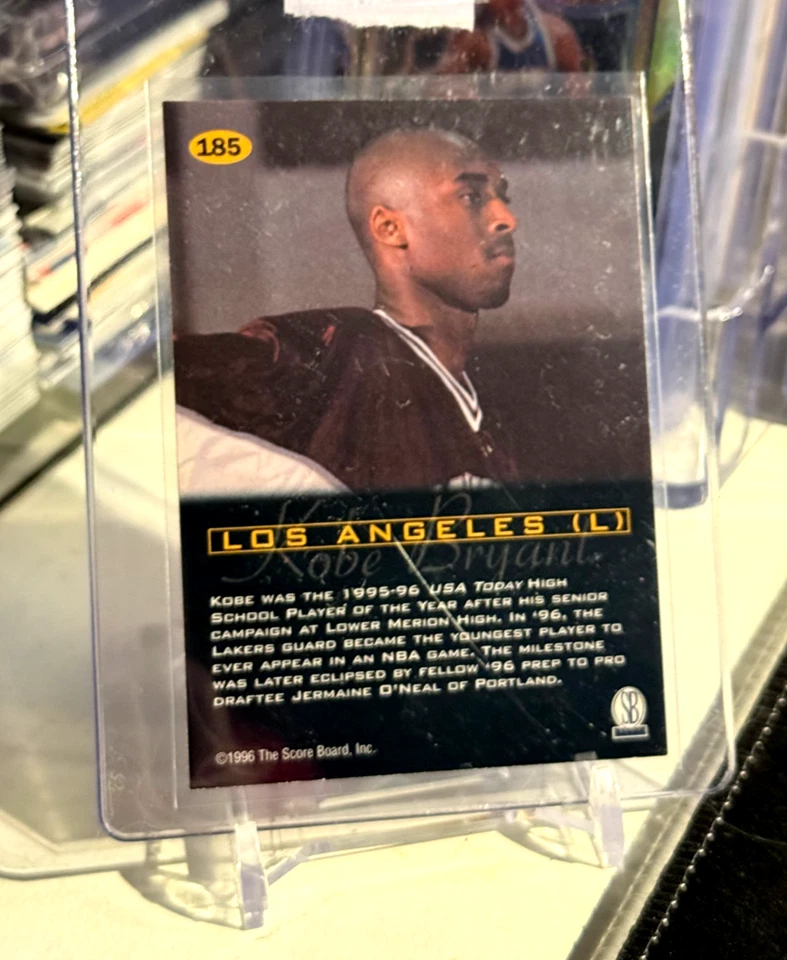 185
LOS ANGELES (L)
Kobe Bryant
KOBE WAS THE 1995-96 USA TODAY HIGH
SCHOOL PLAYER OF THE YEAR AFTER HIS SENIOR
CAMPAIGN AT LOWER MERION HIGH. IN '96, THE
LAKERS GUARD BECAME THE YOUNGEST PLAYER TO
EVER APPEAR IN AN NBA GAME. THE MILESTONE
WAS LATER ECLIPSED BY FELLOW '96 PREP TO PRO
DRAFTEE JERMAINE O'NEAL OF PORTLAND.
SB
©1996 The Score Board, Inc.